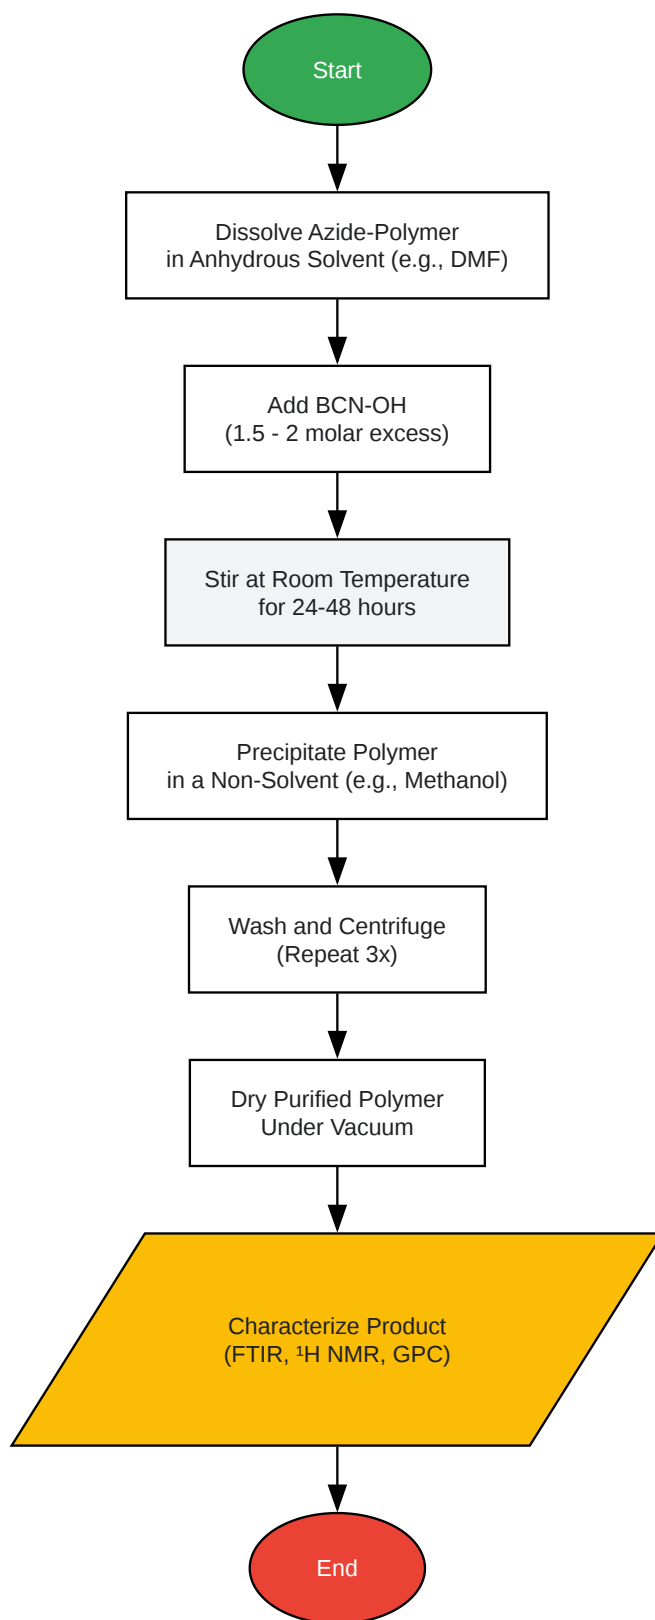 Start
Dissolve Azide-Polymer
in Anhydrous Solvent (e.g., DMF)
Add BCN-OH
(1.5 - 2 molar excess)
Stir at Room Temperature
for 24-48 hours
Precipitate Polymer
in a Non-Solvent (e.g., Methanol)
Wash and Centrifuge
(Repeat 3x)
Dry Purified Polymer
Under Vacuum
Characterize Product
(FTIR, ¹H NMR, GPC)
End